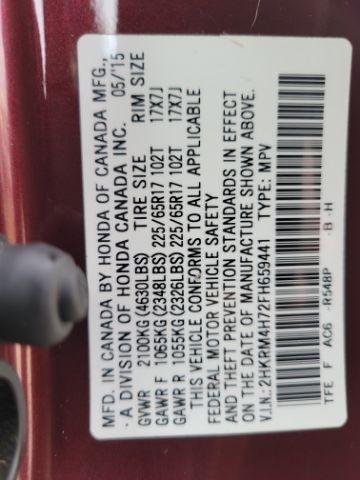 MFD. IN CANADA BY HONDA OF CANADA MFG.,
- A DIVISION OF HONDA CANADA INC. 05/'15
GVWR 2100KG(4630LBS) TIRE SIZE RIM SIZE
GAWR F 1065KG(2348LBS) 225/65R17 102T 17X7J
GAWR R 1055KG(2326LBS) 225/65R17 102T 17X7J
THIS VEHICLE CONFORMS TO ALL APPLICABLE
FEDERAL MOTOR VEHICLE SAFETY
AND THEFT PREVENTION STANDARDS IN EFFECT
ON THE DATE OF MANUFACTURE SHOWN ABOVE.
V.I.N.: 2HKRM4H72FH659441 TYPE: MPV
TFE F AC6 -R548P -B -H